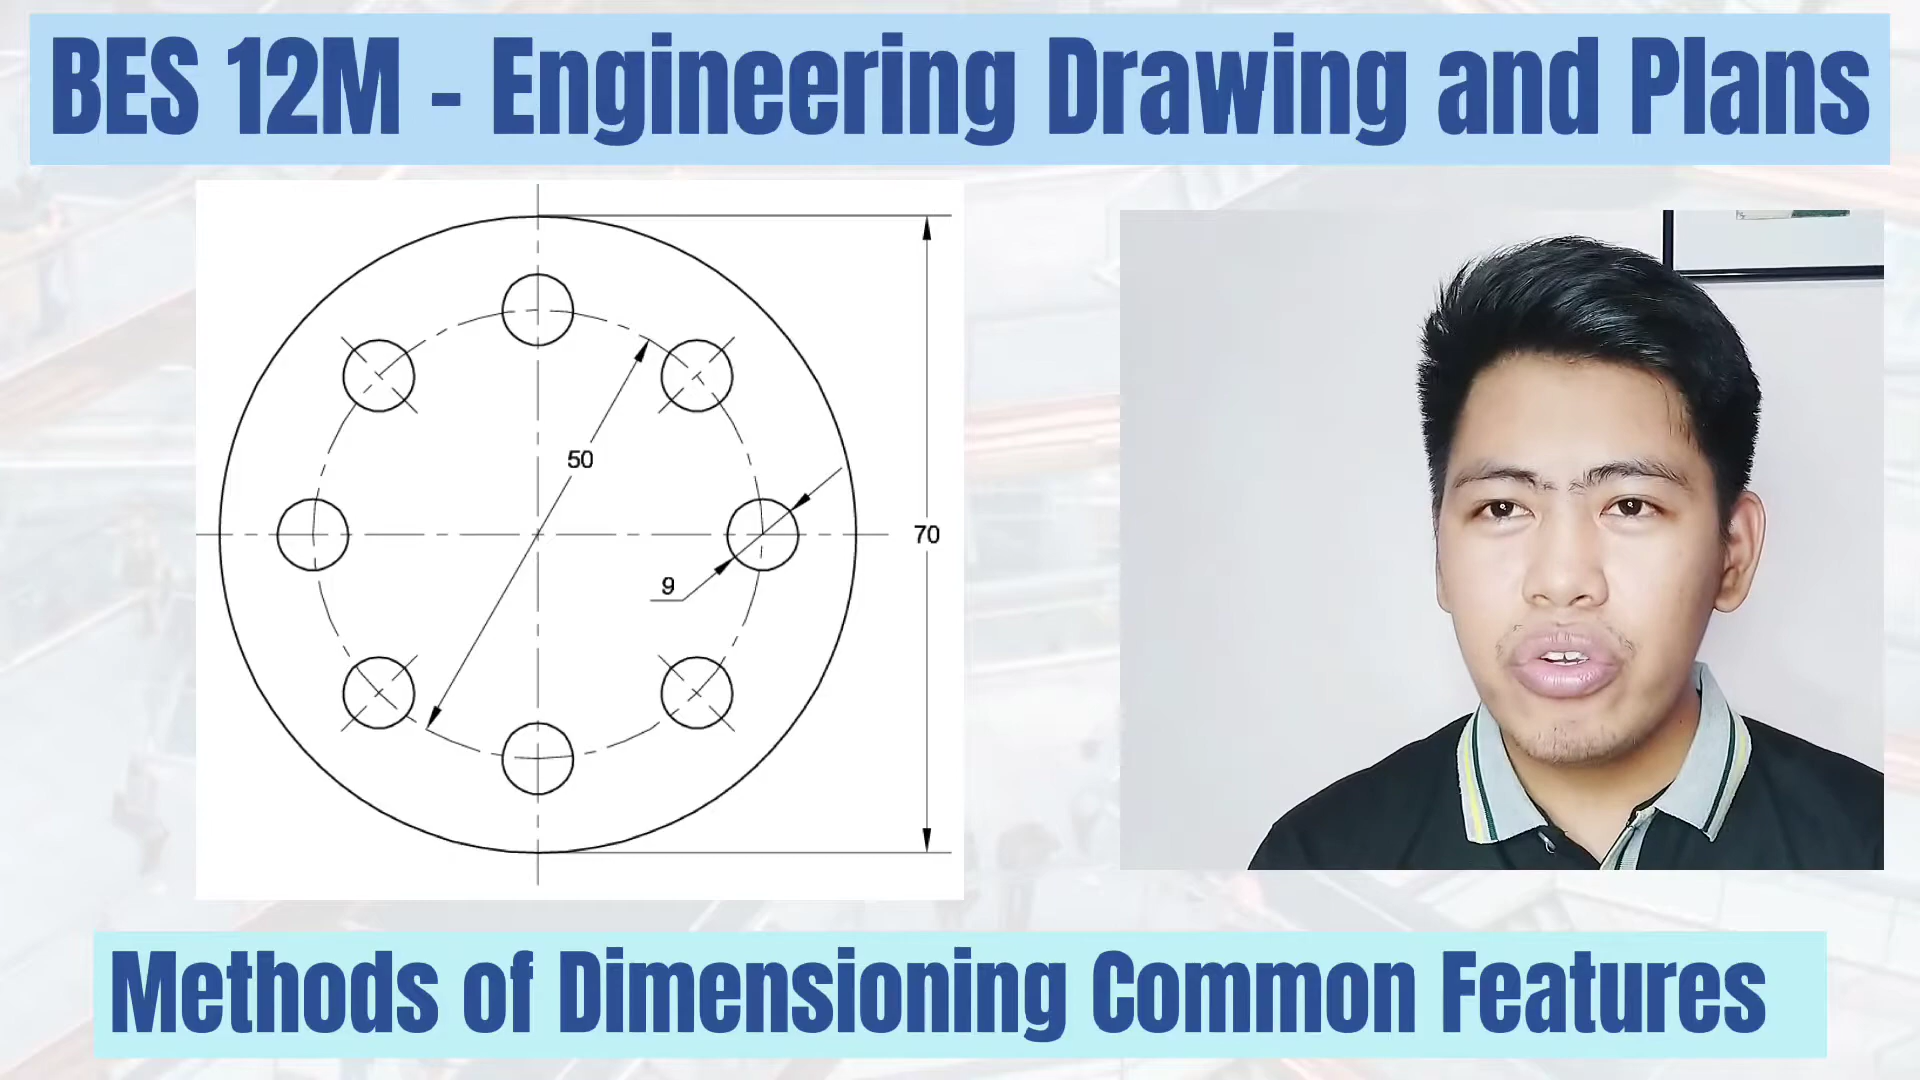 BES 12M - Engineering Drawing and Plans
50
70
9
Methods of Dimensioning Common Features